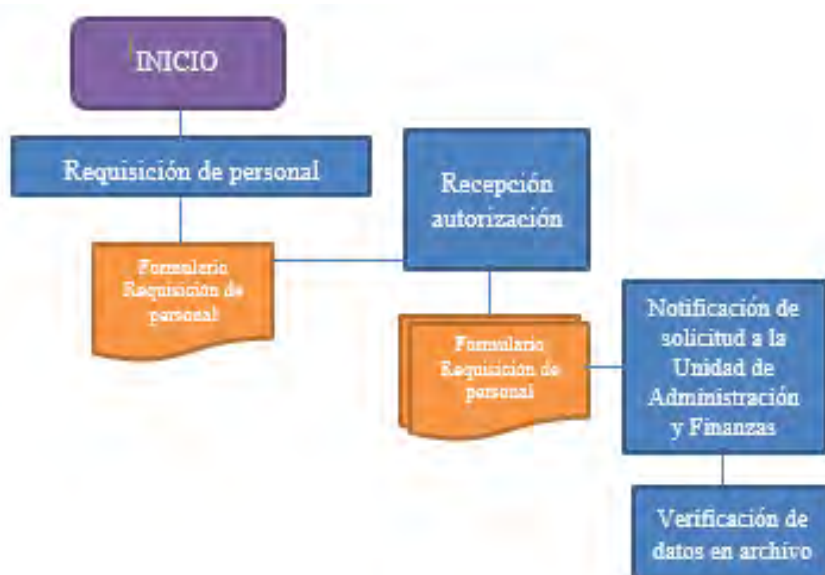 INICIO
Requisición de personal
Recepción
autorización
Formulario
Requisición de
personal
Formulario
Requisición de
personal
Notificación de
solicitud a la
Unidad de
Administración
y Finanzas
Verificación de
datos en archivo